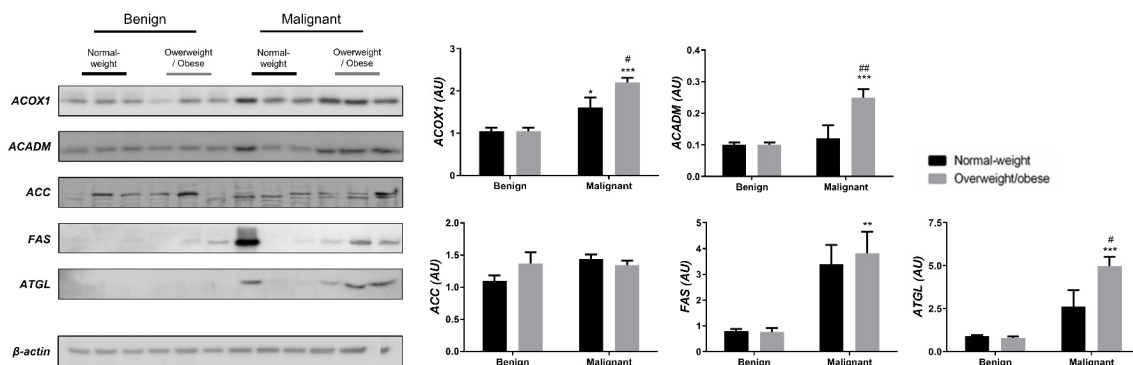 Benign
Malignant
Normal-
weight
Owerweight
/ Obese
Normal-
weight
Owerweight
/ Obese
ACOX1
ACADM
ACC
FAS
ATGL
β-actin
ACOX1 (AU)
3
2
1
0
*
#
***
Benign
Malignant
ACADM (AU)
0.4
0.3
0.2
0.1
0.0
##
***
Benign
Malignant
Normal-weight
Overweight/obese
ACC (AU)
2.0
1.5
1.0
0.5
0.0
Benign
Malignant
FAS (AU)
5
4
3
2
1
0
**
Benign
Malignant
ATGL (AU)
7.5
5.0
2.5
0.0
#
***
Benign
Malignant